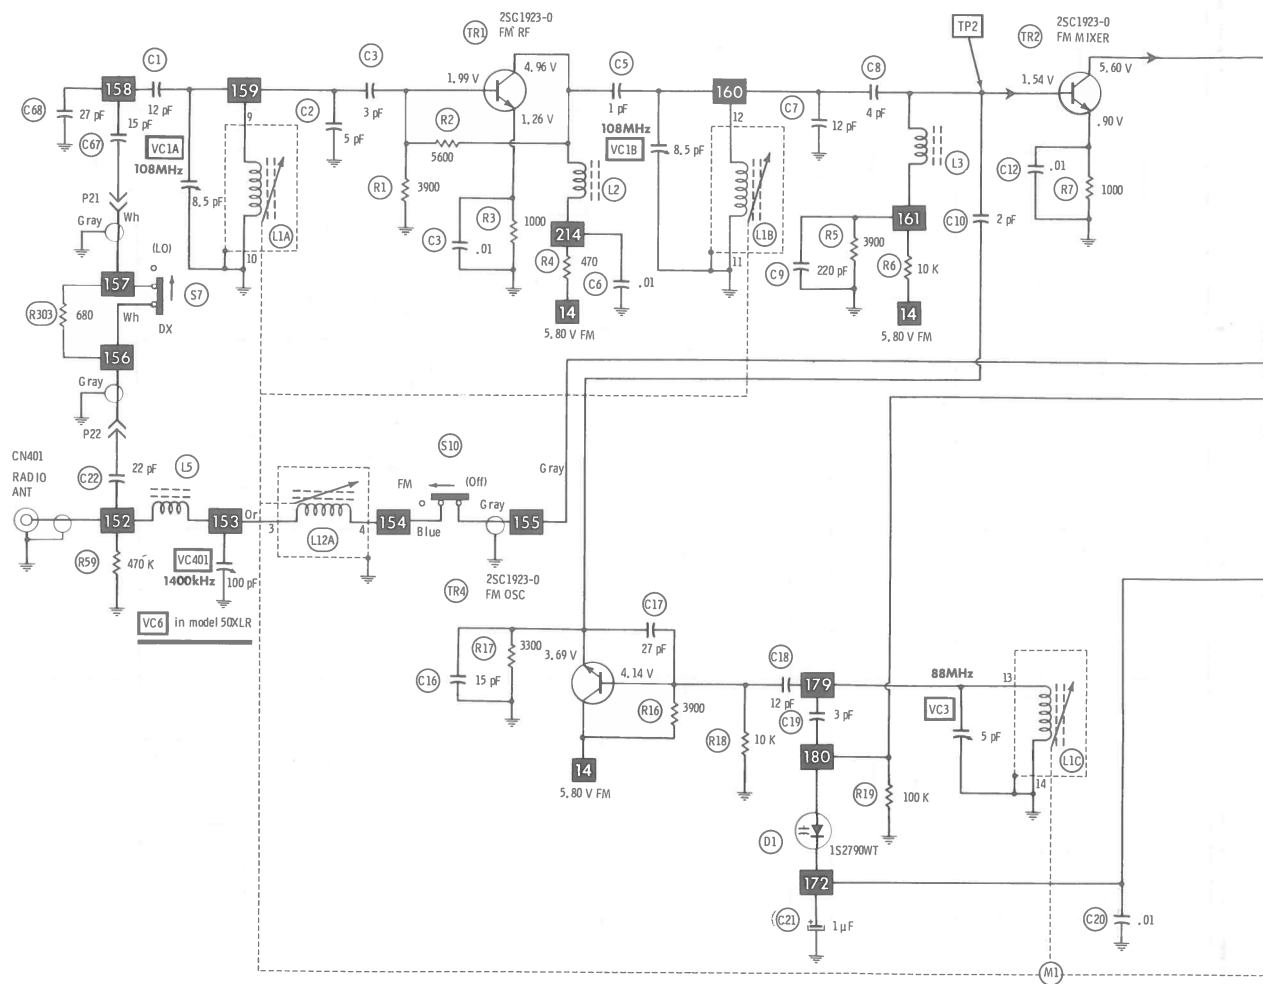 2SC1923-0
FM RF
TR1
4.96 V
1.99 V
1.26 V
TP2
2SC1923-0
FM MIXER
TR2
5.60 V
1.54 V
.90 V
C1
C3
C5
C8
158
159
160
C68
27 pF
12 pF
15 pF
C67
VC1A
108MHz
8.5 pF
9
L1A
10
C2
3 pF
5 pF
R2
5600
R1
3900
C3
.01
R3
1000
L2
214
R4
470
C6
.01
14
5.80 V FM
1 pF
108MHz
VC1B
8.5 pF
12
L1B
11
C7
12 pF
4 pF
L3
161
R5
3900
R6
10 K
C9
220 pF
14
5.80 V FM
C10
2 pF
C12
.01
R7
1000
P21
Wh
Gray
(LO)
157
S7
R303
680
Wh
DX
156
Gray
P22
CN401
RADIO
ANT
C22
22 pF
L5
152
153
Or
3
4
L12A
R59
470 K
VC401
1400kHz
100 pF
VC6 in model 50XLR
154
FM
(Off)
S10
Blue
Gray
155
Gray
2SC1923-0
FM OSC
TR4
C17
27 pF
R17
3300
3.69 V
C16
15 pF
4.14 V
R16
3900
14
5.80 V FM
C18
12 pF
179
C19
3 pF
R18
10 K
180
R19
100 K
D1
1S2790WT
172
C21
+
1 µF
88MHz
VC3
5 pF
13
L1C
14
C20
.01
M1